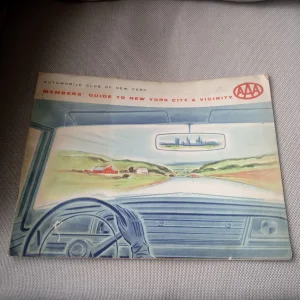 AUTOMOBILE CLUB OF NEW YORK
MEMBERS' GUIDE TO NEW YORK CITY & VICINITY
AAA